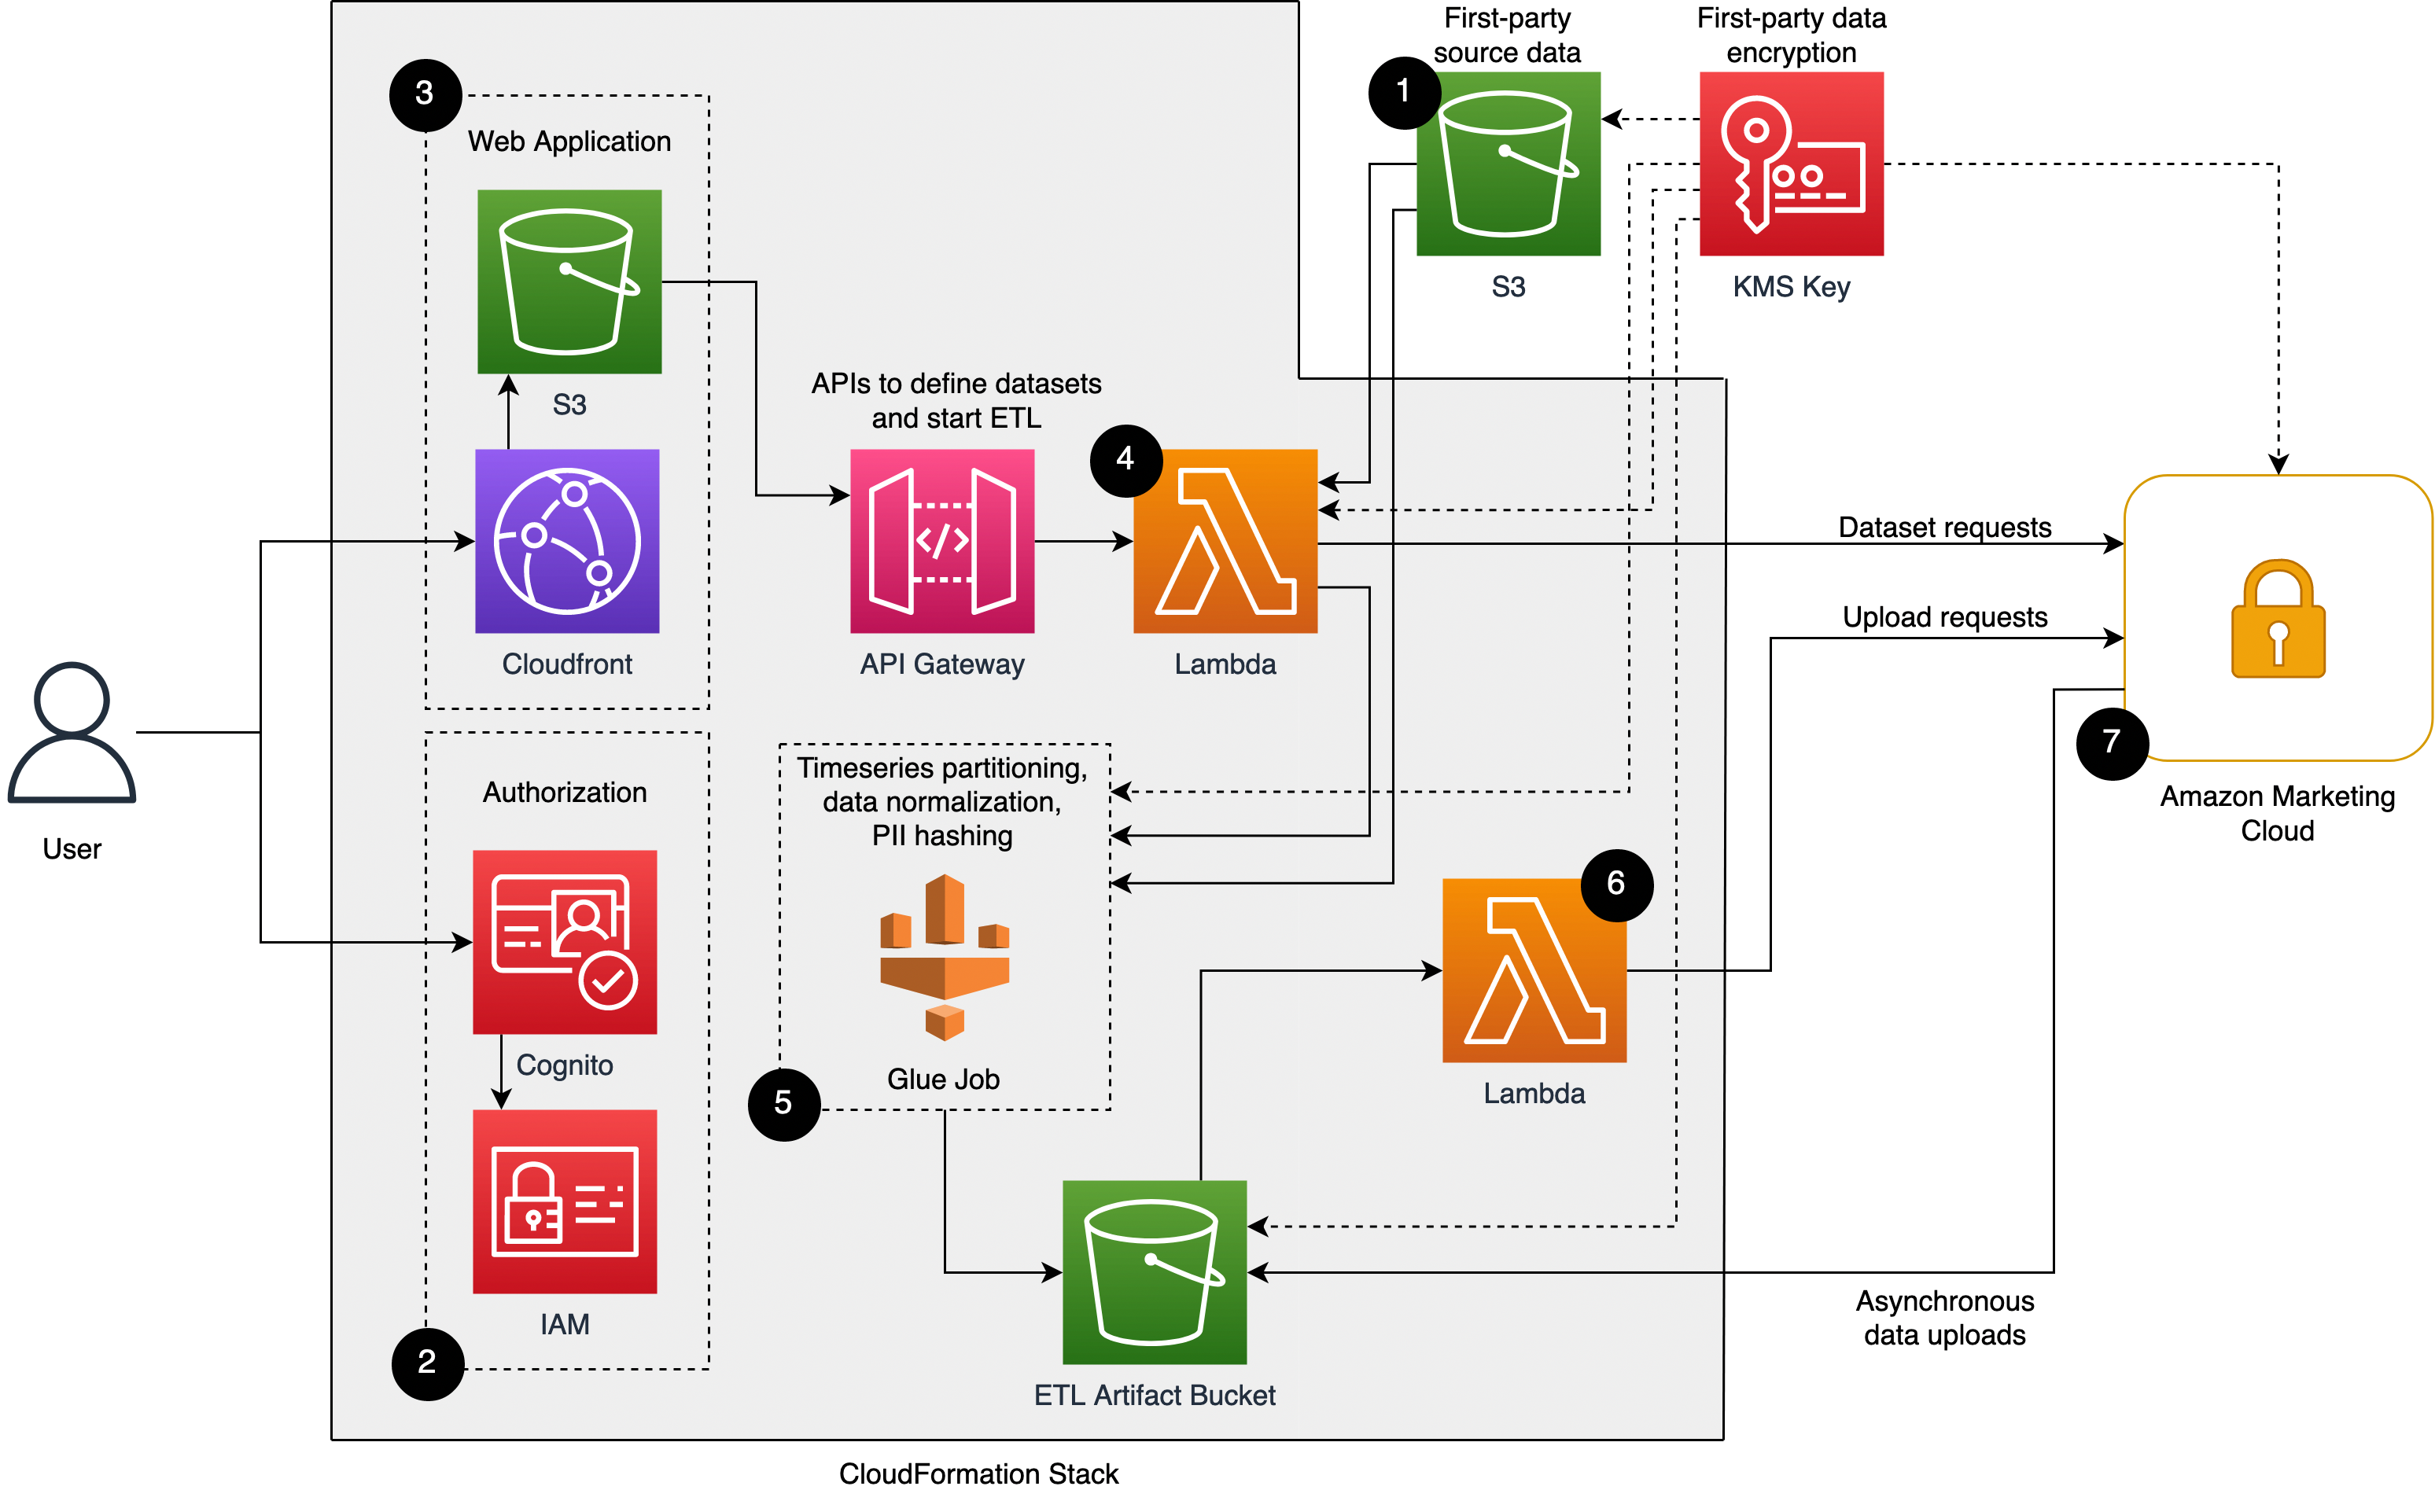 First-party
source data
First-party data
encryption
1
3
Web Application
S3
KMS Key
S3
APIs to define datasets
and start ETL
4
Dataset requests
Upload requests
Cloudfront
API Gateway
Lambda
7
Amazon Marketing
Cloud
User
Authorization
Timeseries partitioning,
data normalization,
PII hashing
6
Cognito
Glue Job
5
Lambda
IAM
2
Asynchronous
data uploads
ETL Artifact Bucket
CloudFormation Stack